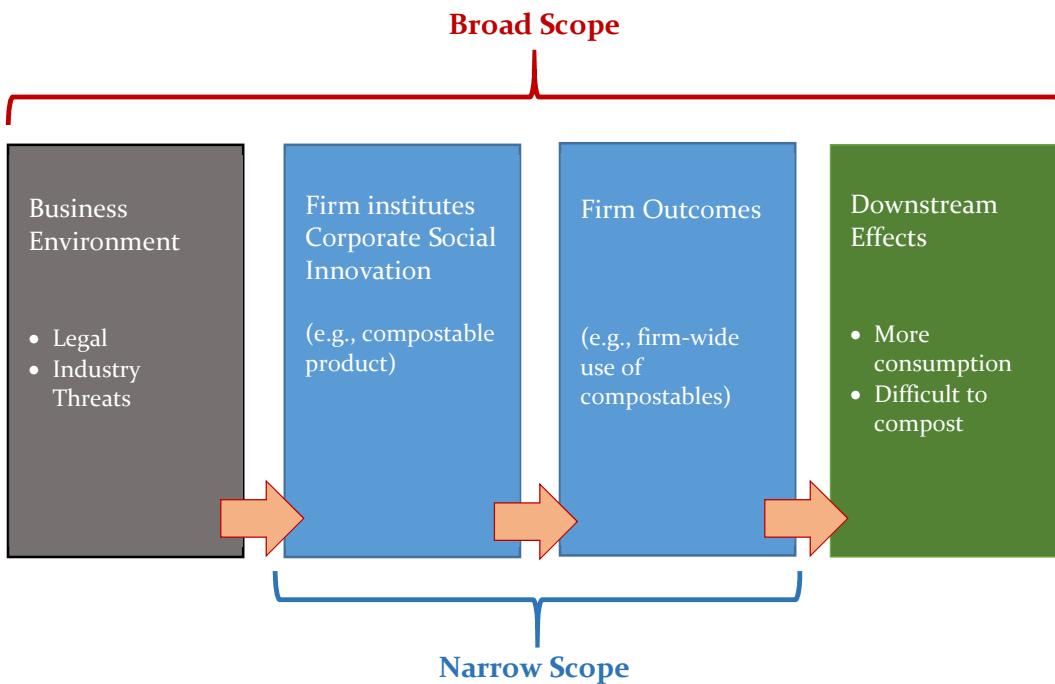 Broad Scope
Business
Environment
• Legal
• Industry
Threats
Firm institutes
Corporate Social
Innovation
(e.g., compostable
product)
Firm Outcomes
(e.g., firm-wide
use of
compostables)
Downstream
Effects
• More
consumption
• Difficult to
compost
Narrow Scope